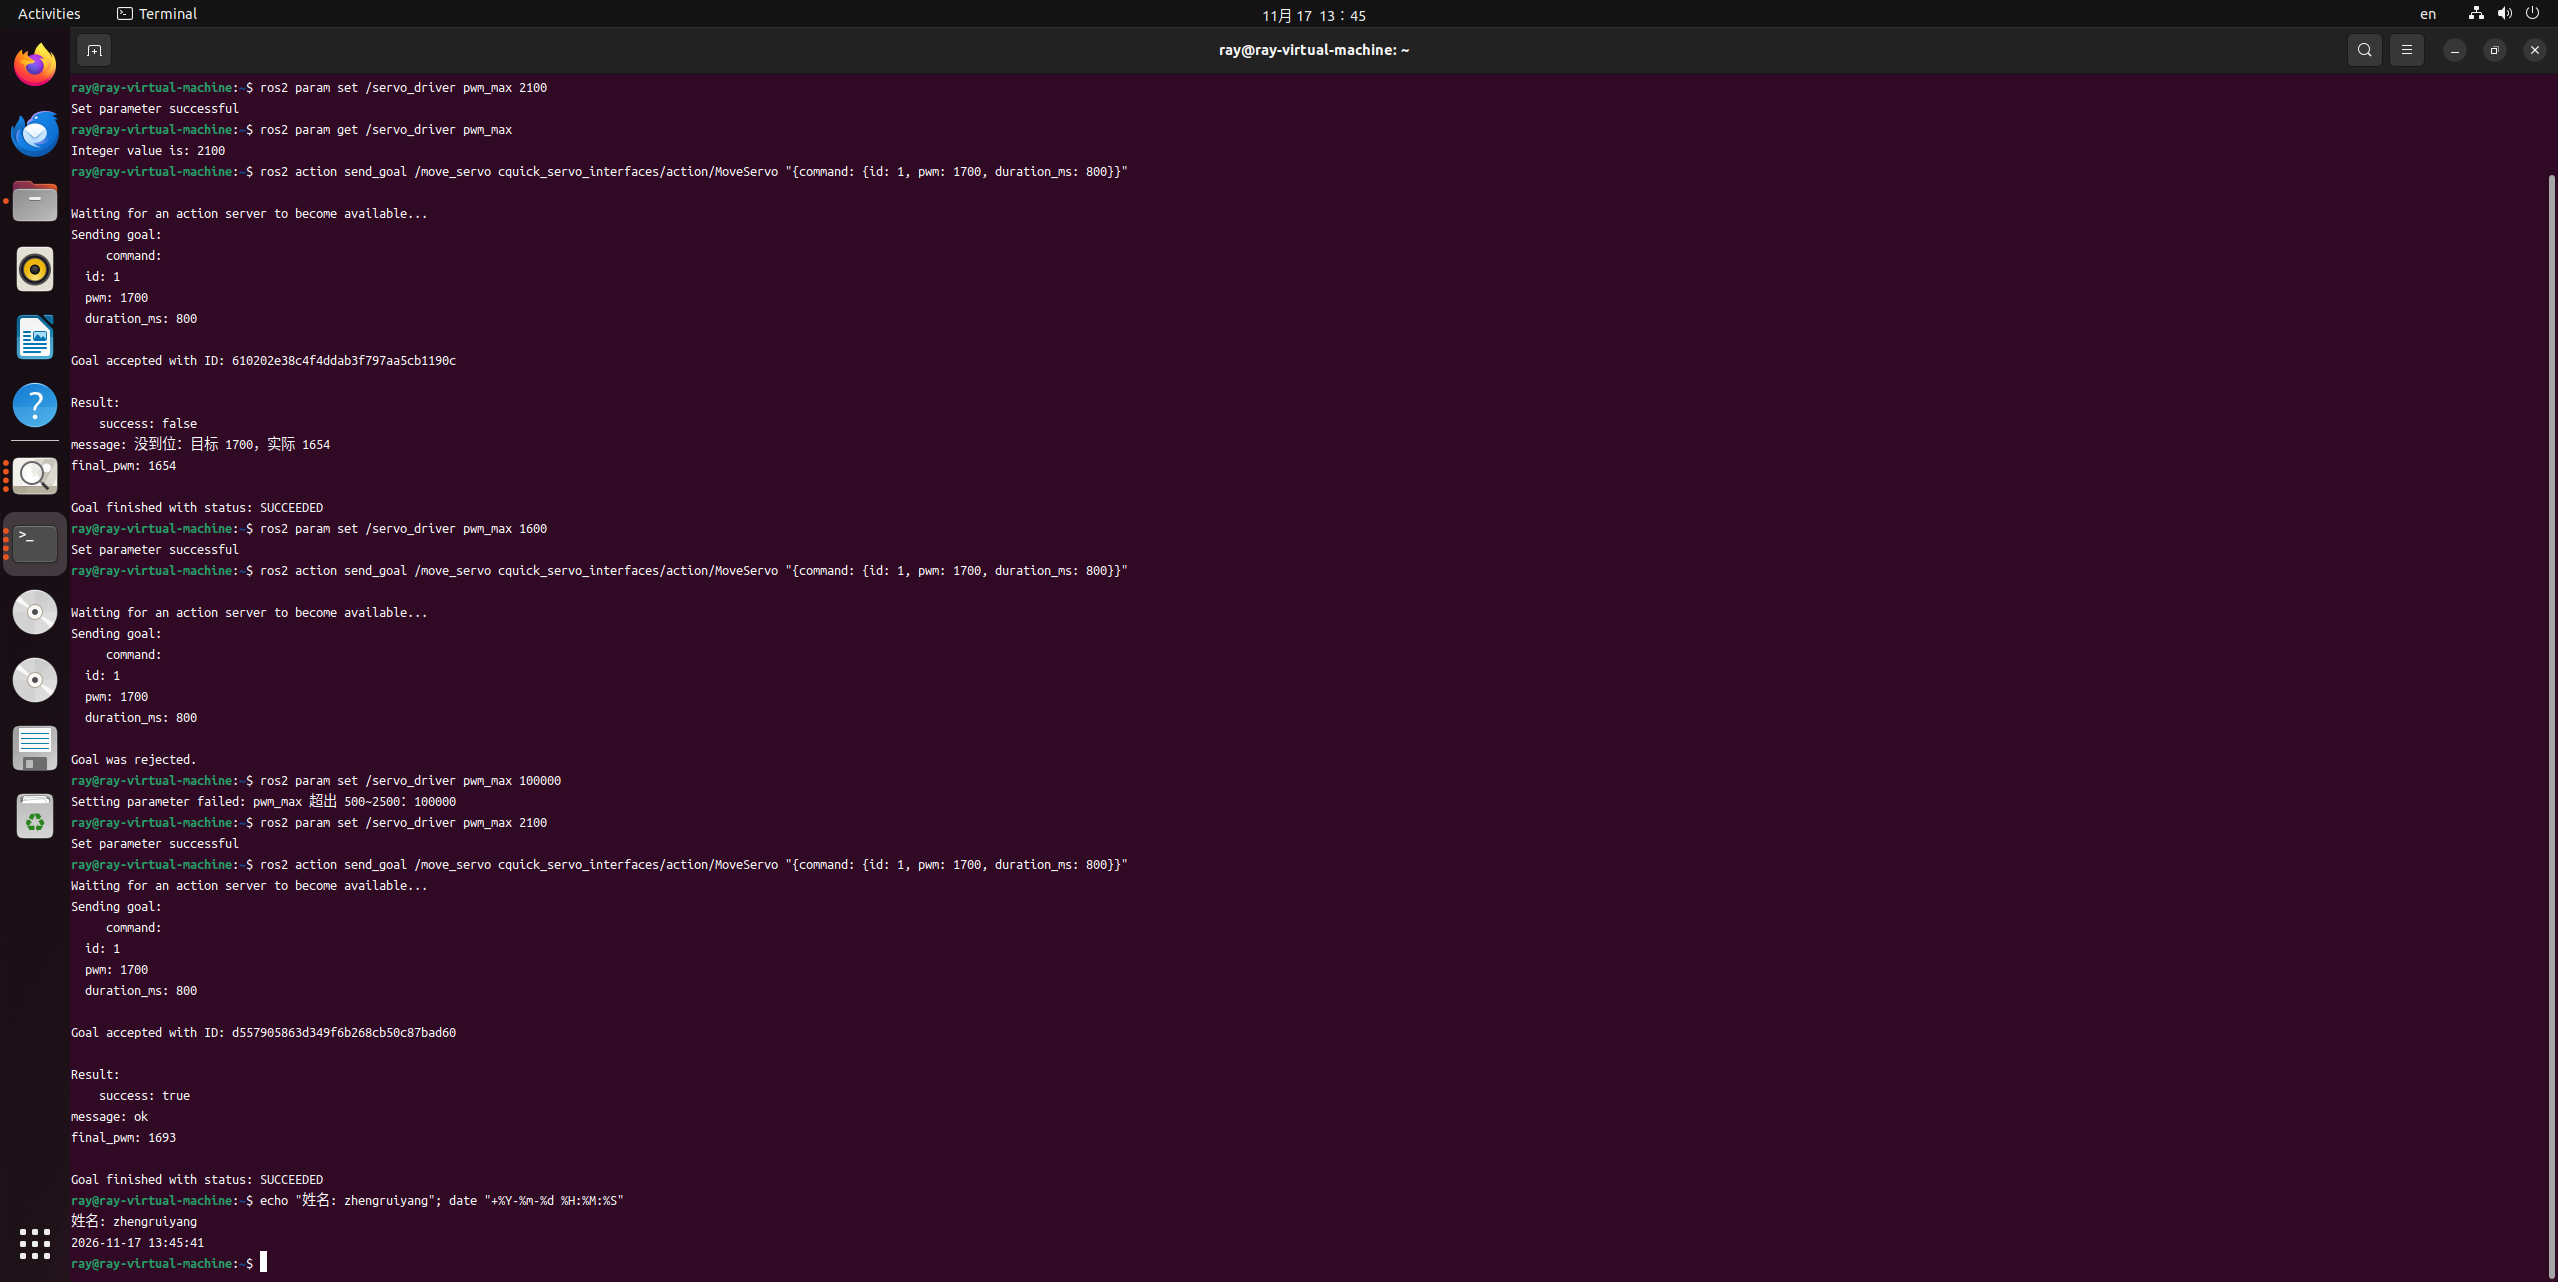 Activities
Terminal
11月 17 13：45
en
ray@ray-virtual-machine: ~
ray@ray-virtual-machine:~$ ros2 param set /servo_driver pwm_max 2100
Set parameter successful
ray@ray-virtual-machine:~$ ros2 param get /servo_driver pwm_max
Integer value is: 2100
ray@ray-virtual-machine:~$ ros2 action send_goal /move_servo cquick_servo_interfaces/action/MoveServo "{command: {id: 1, pwm: 1700, duration_ms: 800}}"
Waiting for an action server to become available...
Sending goal:
command:
id: 1
pwm: 1700
duration_ms: 800
Goal accepted with ID: 610202e38c4f4ddab3f797aa5cb1190c
Result:
success: false
message: 没到位：目标 1700，实际 1654
final_pwm: 1654
Goal finished with status: SUCCEEDED
ray@ray-virtual-machine:~$ ros2 param set /servo_driver pwm_max 1600
Set parameter successful
ray@ray-virtual-machine:~$ ros2 action send_goal /move_servo cquick_servo_interfaces/action/MoveServo "{command: {id: 1, pwm: 1700, duration_ms: 800}}"
Waiting for an action server to become available...
Sending goal:
command:
id: 1
pwm: 1700
duration_ms: 800
Goal was rejected.
ray@ray-virtual-machine:~$ ros2 param set /servo_driver pwm_max 100000
Setting parameter failed: pwm_max 超出 500~2500：100000
ray@ray-virtual-machine:~$ ros2 param set /servo_driver pwm_max 2100
Set parameter successful
ray@ray-virtual-machine:~$ ros2 action send_goal /move_servo cquick_servo_interfaces/action/MoveServo "{command: {id: 1, pwm: 1700, duration_ms: 800}}"
Waiting for an action server to become available...
Sending goal:
command:
id: 1
pwm: 1700
duration_ms: 800
Goal accepted with ID: d557905863d349f6b268cb50c87bad60
Result:
success: true
message: ok
final_pwm: 1693
Goal finished with status: SUCCEEDED
ray@ray-virtual-machine:~$ echo "姓名: zhengruiyang"; date "+%Y-%m-%d %H:%M:%S"
姓名: zhengruiyang
2026-11-17 13:45:41
ray@ray-virtual-machine:~$